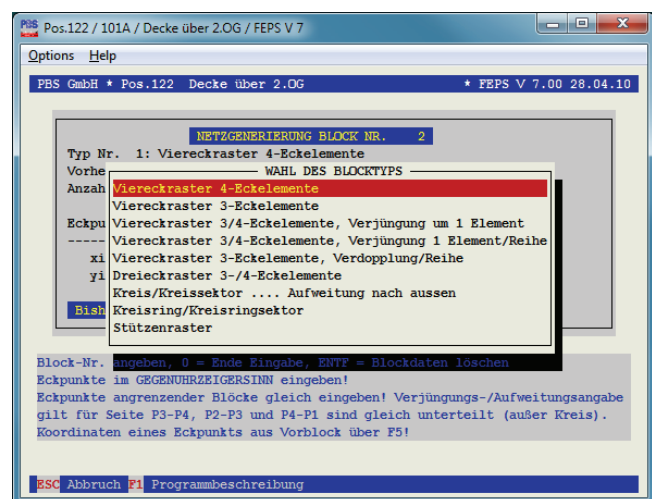 PBS Pos.122 / 101A / Decke über 2.OG / FEPS V 7
Options Help
PBS GmbH * Pos.122 Decke über 2.OG * FEPS V 7.00 28.04.10
NETZGENERIERUNG BLOCK NR. 2
Typ Nr. 1: Viereckraster 4-Eckelemente
Vorhe
WAHL DES BLOCKTYPS
Anzah
Viereckraster 4-Eckelemente
Viereckraster 3-Eckelemente
Eckpu
Viereckraster 3/4-Eckelemente, Verjüngung um 1 Element
-----
Viereckraster 3/4-Eckelemente, Verjüngung 1 Element/Reihe
xi
Viereckraster 3-Eckelemente, Verdopplung/Reihe
yi
Dreieckraster 3-/4-Eckelemente
Kreis/Kreissektor .... Aufweitung nach aussen
Bish
Kreisring/Kreisringsektor
Stützenraster
Block-Nr. angeben, 0 = Ende Eingabe, ENTF = Blockdaten löschen
Eckpunkte im GEGENUHRZEIGERSINN eingeben!
Eckpunkte angrenzender Blöcke gleich eingeben! Verjüngungs-/Aufweitungsangabe
gilt für Seite P3-P4, P2-P3 und P4-P1 sind gleich unterteilt (außer Kreis).
Koordinaten eines Eckpunkts aus Vorblock über F5!
ESC Abbruch F1 Programmbeschreibung